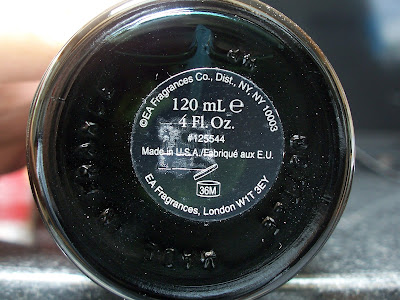 ©EA Fragrances Co., Dist., NY, NY 10003
120 mL ℮
4 Fl. Oz.
#125544
Made in U.S.A./Fabriqué aux E.U.
36M
EA Fragrances, London W1T 3EY